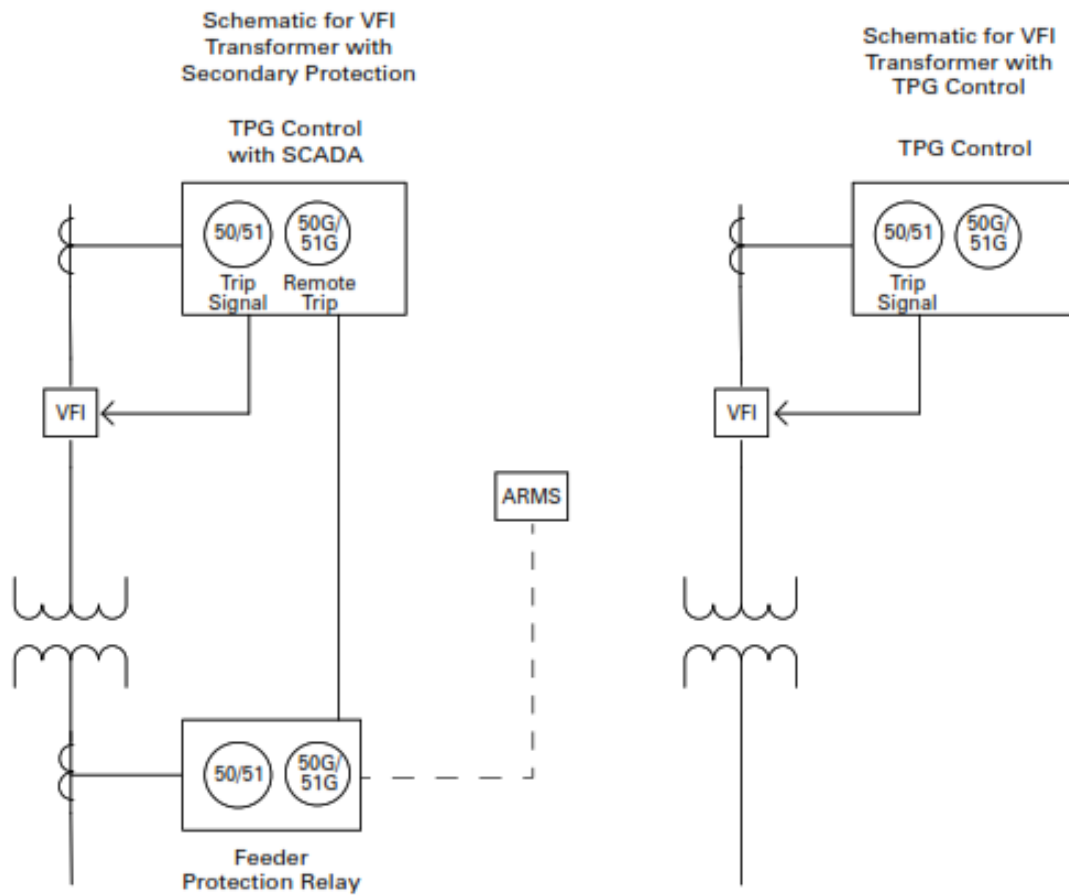 Schematic for VFI
Transformer with
Secondary Protection
TPG Control
with SCADA
50/51
50G/
51G
Trip
Signal
Remote
Trip
VFI
ARMS
50/51
50G/
51G
Feeder
Protection Relay
Schematic for VFI
Transformer with
TPG Control
TPG Control
50/51
50G/
51G
Trip
Signal
VFI